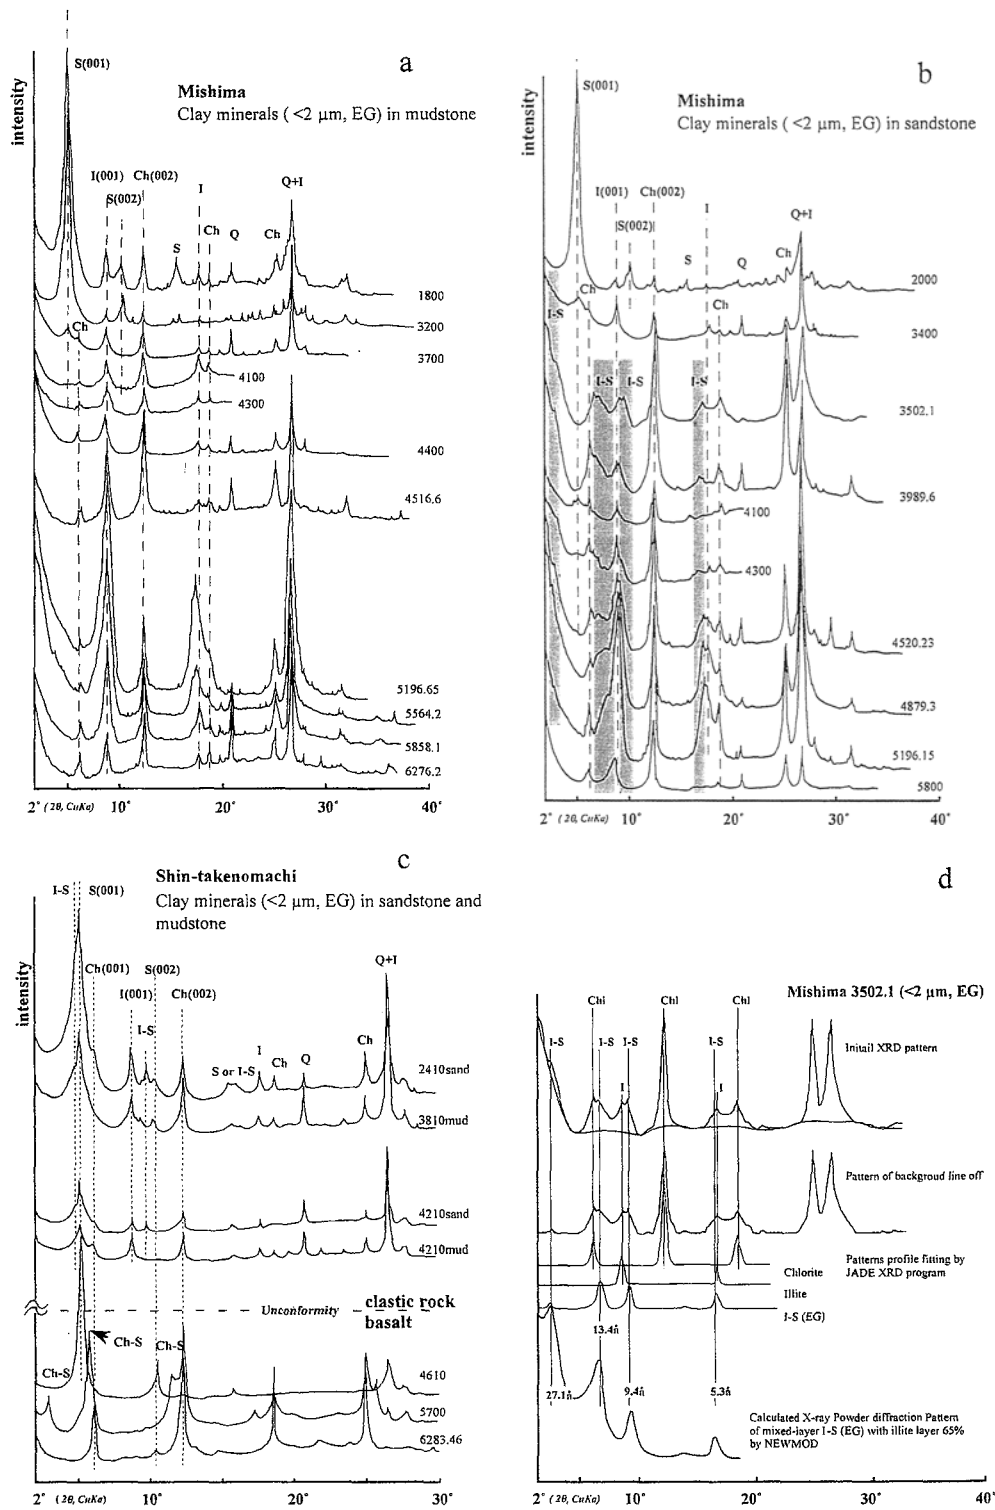 a
intensity
S(001)
Mishima
Clay minerals ( <2 µm, EG) in mudstone
I(001)
S(002)
Ch(002)
S
I
Ch
Q
Ch
Q+I
1800
3200
Ch
3700
4100
4300
4400
4516.6
5196.65
5564.2
5858.1
6276.2
2° (2θ, CuKα) 10° 20° 30° 40°
b
intensity
S(001)
Mishima
Clay minerals ( <2 µm, EG) in sandstone
I(001)
S(002)
Ch(002)
S
I
Q
Ch
Q+I
2000
Ch
I-S
Ch
3400
I-S
I-S
I-S
3502.1
3989.6
4100
4300
4520.23
4879.3
5196.15
5800
2° (2θ, CuKα) 10° 20° 30° 40°
c
Shin-takenomachi
Clay minerals (<2 µm, EG) in sandstone and
mudstone
intensity
I-S
S(001)
Ch(001)
I(001)
I-S
S(002)
Ch(002)
S or I-S
I
Ch
Q
Ch
Q+I
2410sand
3810mud
4210sand
4210mud
Unconformity
clastic rock
basalt
Ch-S
Ch-S
Ch-S
4610
5700
6283.46
2° (2θ, CuKα) 10° 20° 30°
d
Mishima 3502.1 (<2 µm, EG)
Chl
Chl
Chl
I-S
I-S
I-S
I-S
I
I
Initail XRD pattern
Pattern of backgroud line off
Patterns profile fitting by
JADE XRD program
Chlorite
Illite
I-S (EG)
13.4Å
27.1Å
9.4Å
5.3Å
Calculated X-ray Powder diffraction Pattern
of mixed-layer I-S (EG) with illite layer 65%
by NEWMOD
2° (2θ, CuKα) 10° 20° 30° 40°